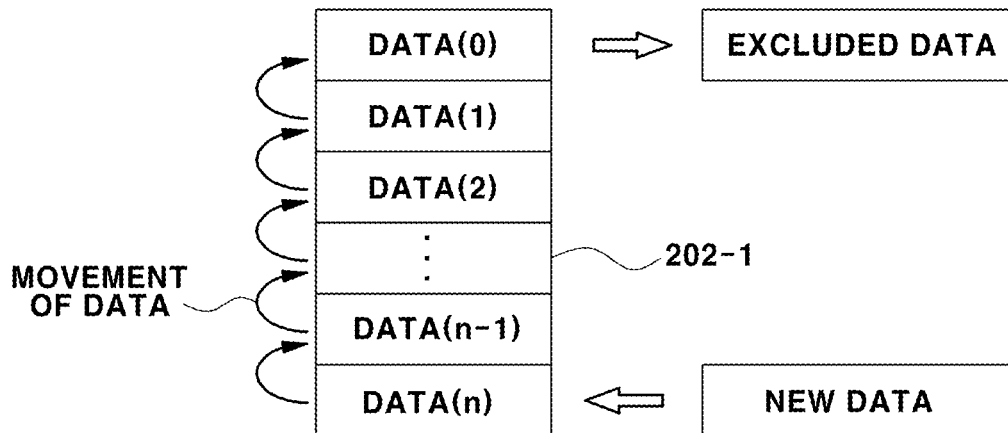 DATA(0)
EXCLUDED DATA
DATA(1)
DATA(2)
⋮
202-1
MOVEMENT
OF DATA
DATA(n-1)
DATA(n)
NEW DATA